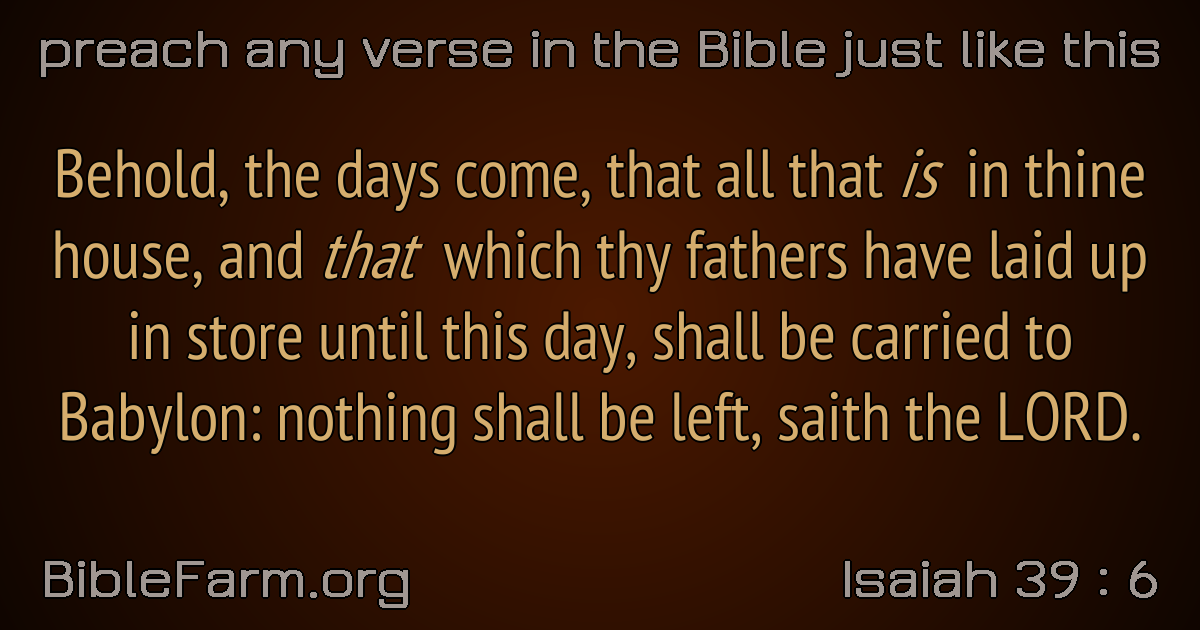 preach any verse in the Bible just like this
Behold, the days come, that all that is in thine
house, and that which thy fathers have laid up
in store until this day, shall be carried to
Babylon: nothing shall be left, saith the LORD.
BibleFarm.org
Isaiah 39 : 6